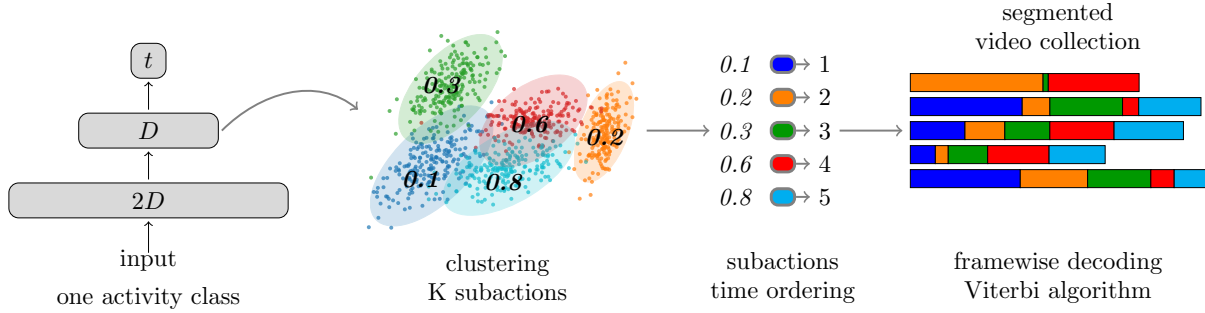 t
D
2D
input
one activity class
0.3
0.6
0.2
0.1
0.8
clustering
K subactions
0.1 1
0.2 2
0.3 3
0.6 4
0.8 5
subactions
time ordering
segmented
video collection
framewise decoding
Viterbi algorithm